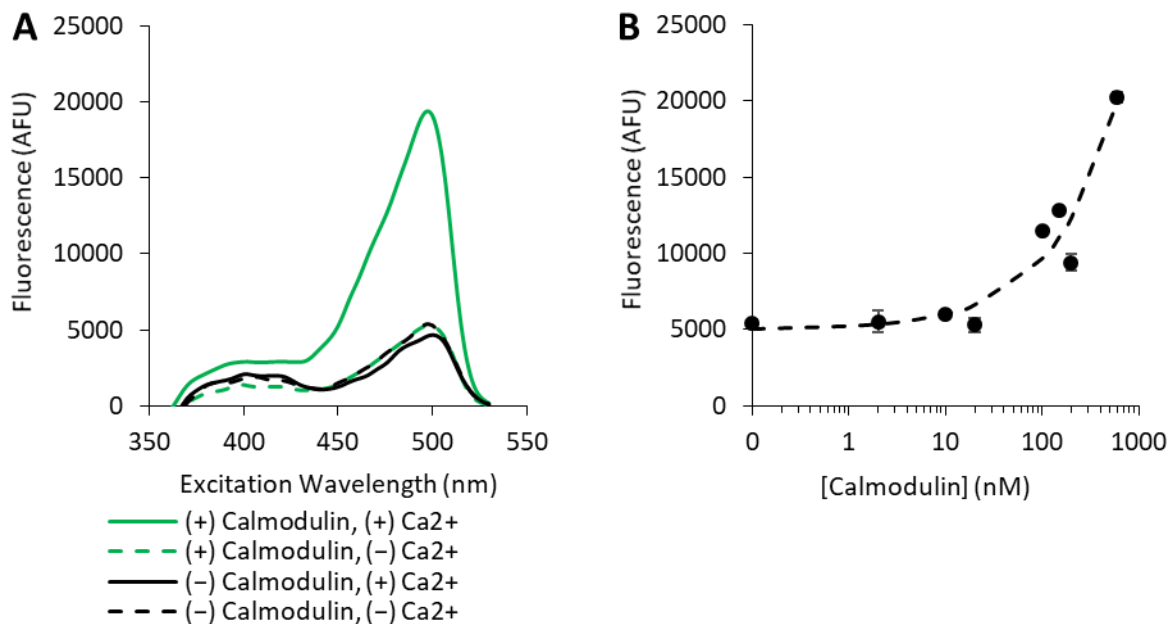 A
Fluorescence (AFU)
25000
20000
15000
10000
5000
0
350
400
450
500
550
Excitation Wavelength (nm)
(+) Calmodulin, (+) Ca2+
(+) Calmodulin, (−) Ca2+
(−) Calmodulin, (+) Ca2+
(−) Calmodulin, (−) Ca2+
B
Fluorescence (AFU)
25000
20000
15000
10000
5000
0
0
1
10
100
1000
[Calmodulin] (nM)